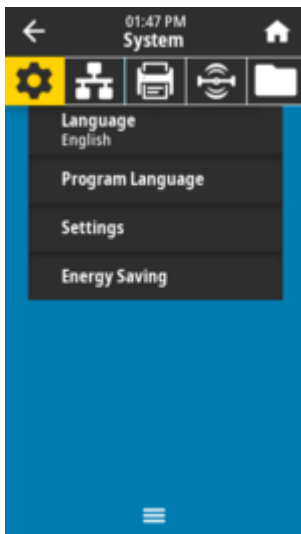 01:47 PM
System
Language
English
Program Language
Settings
Energy Saving